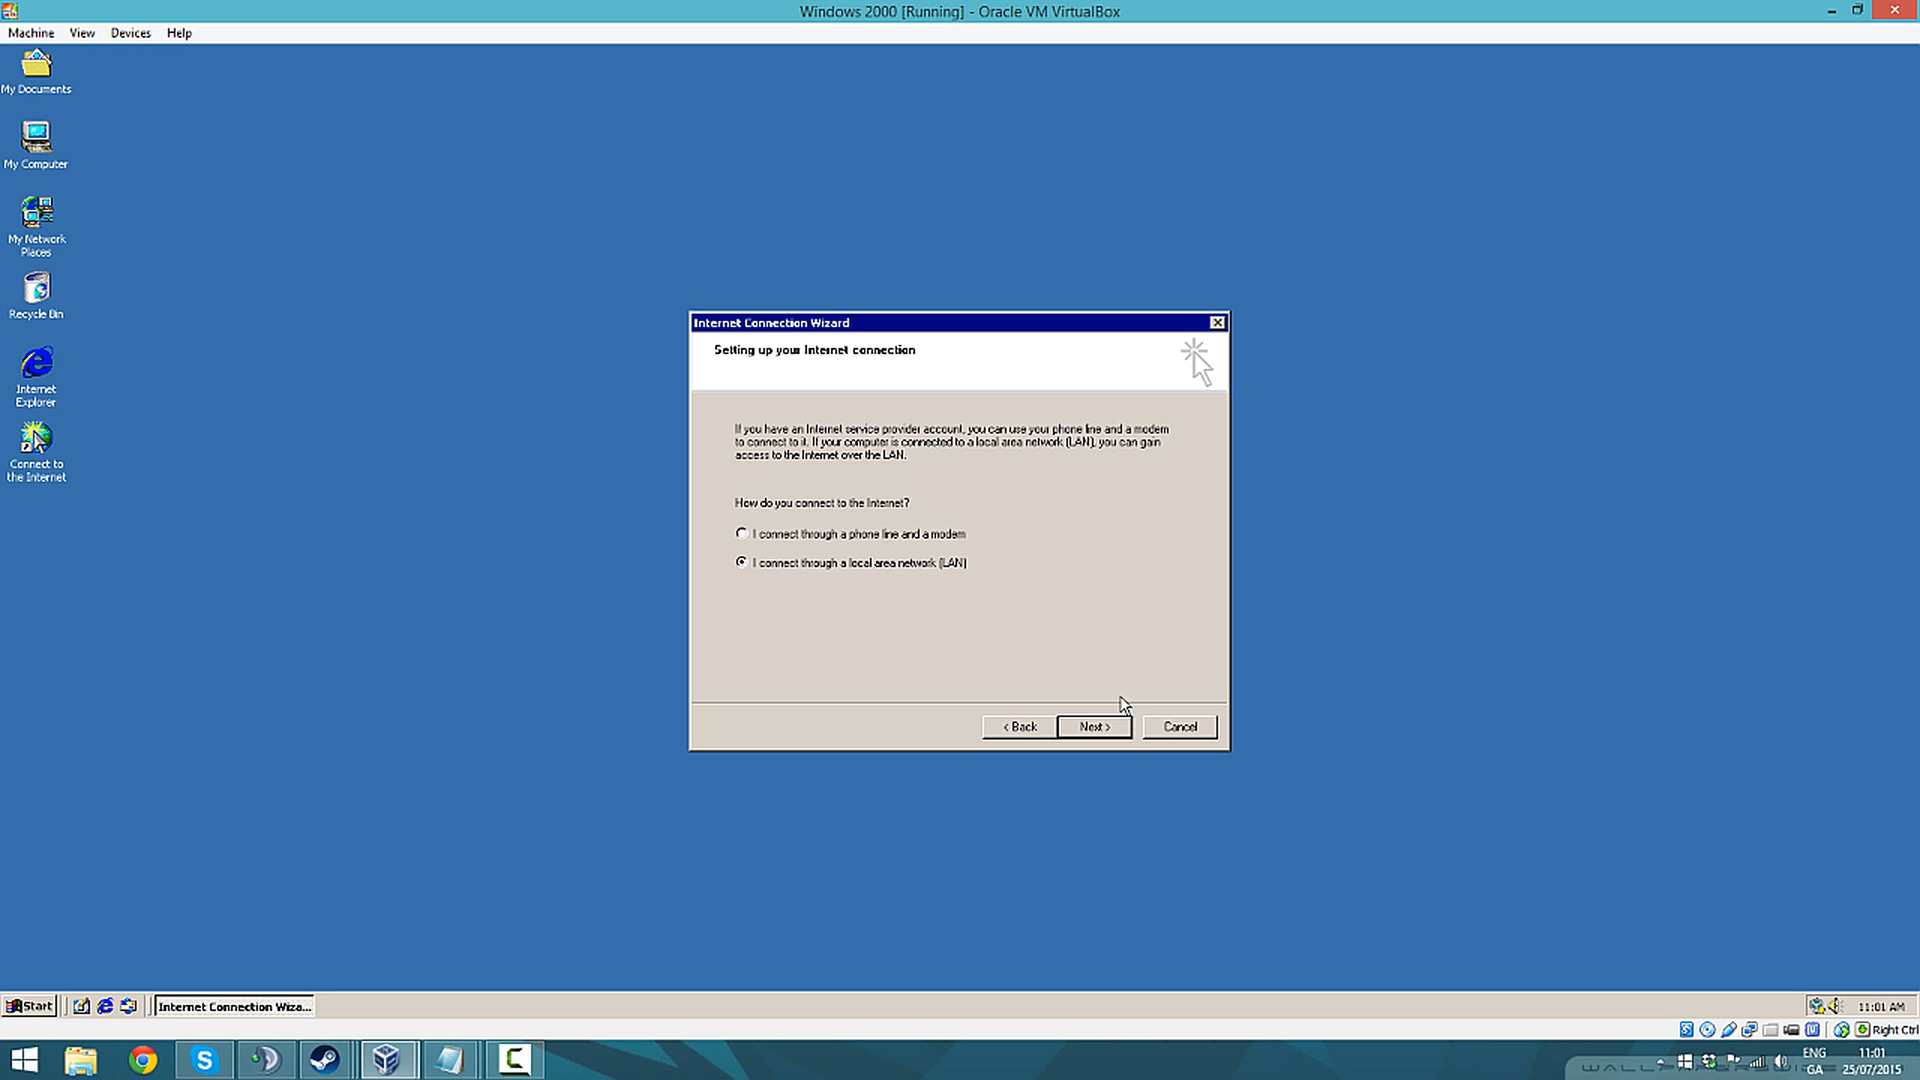 Windows 2000 [Running] - Oracle VM VirtualBox
Machine View Devices Help
My Documents
My Computer
My Network
Places
Recycle Bin
Internet
Explorer
Connect to
the Internet
Internet Connection Wizard
Setting up your Internet connection
If you have an Internet service provider account, you can use your phone line and a modem
to connect to it. If your computer is connected to a local area network (LAN), you can gain
access to the Internet over the LAN.
How do you connect to the Internet?
I connect through a phone line and a modem
I connect through a local area network (LAN)
< Back Next > Cancel
Start Internet Connection Wiza... 11:01 AM
Right Ctrl
ENG 11:01
GA 25/07/2015